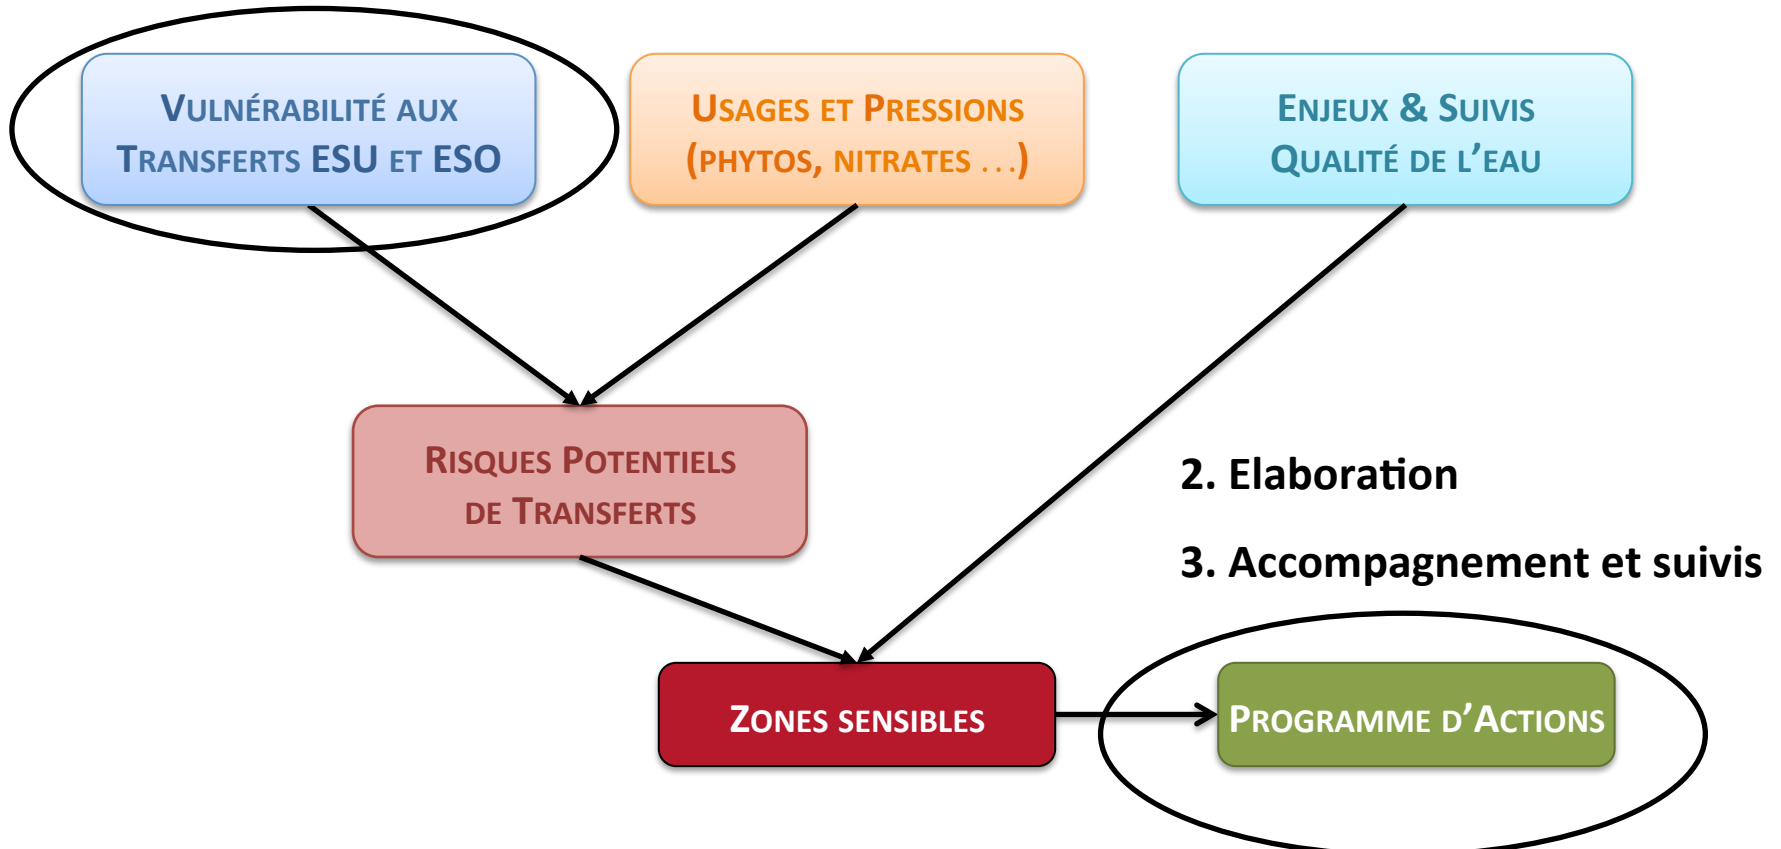 Vulnérabilité aux
Transferts ESU et ESO
Usages et Pressions
(phytos, nitrates …)
Enjeux & Suivis
Qualité de l’eau
Risques Potentiels
de Transferts
2. Elaboration
3. Accompagnement et suivis
Zones sensibles
Programme d’Actions